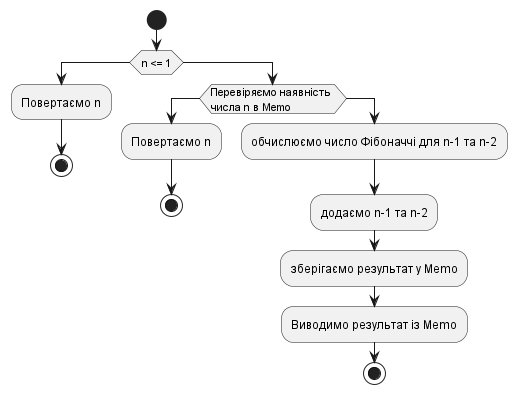 n <= 1
Повертаємо n
Перевіряємо наявність
числа n в Memo
Повертаємо n
обчислюємо число Фібоначчі для n-1 та n-2
додаємо n-1 та n-2
зберігаємо результат у Memo
Виводимо результат із Memo